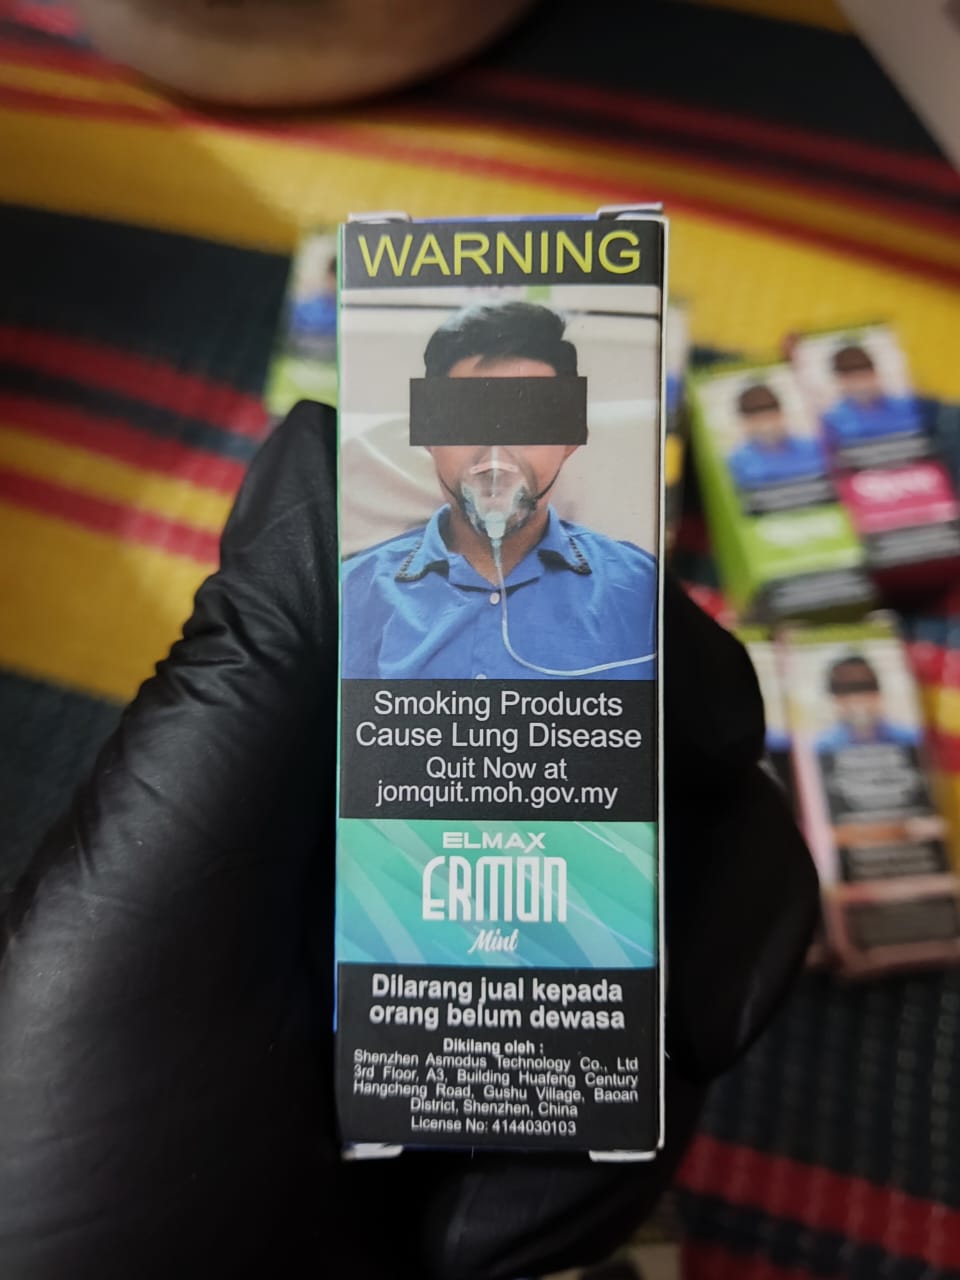 WARNING
Smoking Products
Cause Lung Disease
Quit Now at
jomquit.moh.gov.my
ELMAX
ERMON
Mint
Dilarang jual kepada
orang belum dewasa
Dikilang oleh :
Shenzhen Asmodus Technology Co., Ltd
3rd Floor, A3, Building Huafeng Century
Hangcheng Road, Gushu Village, Baoan
District, Shenzhen, China
License No: 4144030103